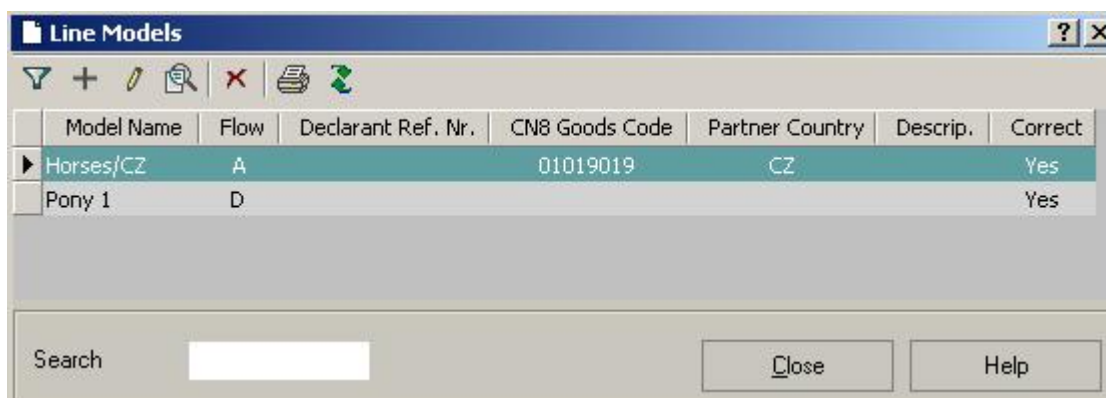 Line Models
Model Name Flow Declarant Ref. Nr. CN8 Goods Code Partner Country Descrip. Correct
Horses/CZ A 01019019 CZ Yes
Pony 1 D Yes
Search Close Help